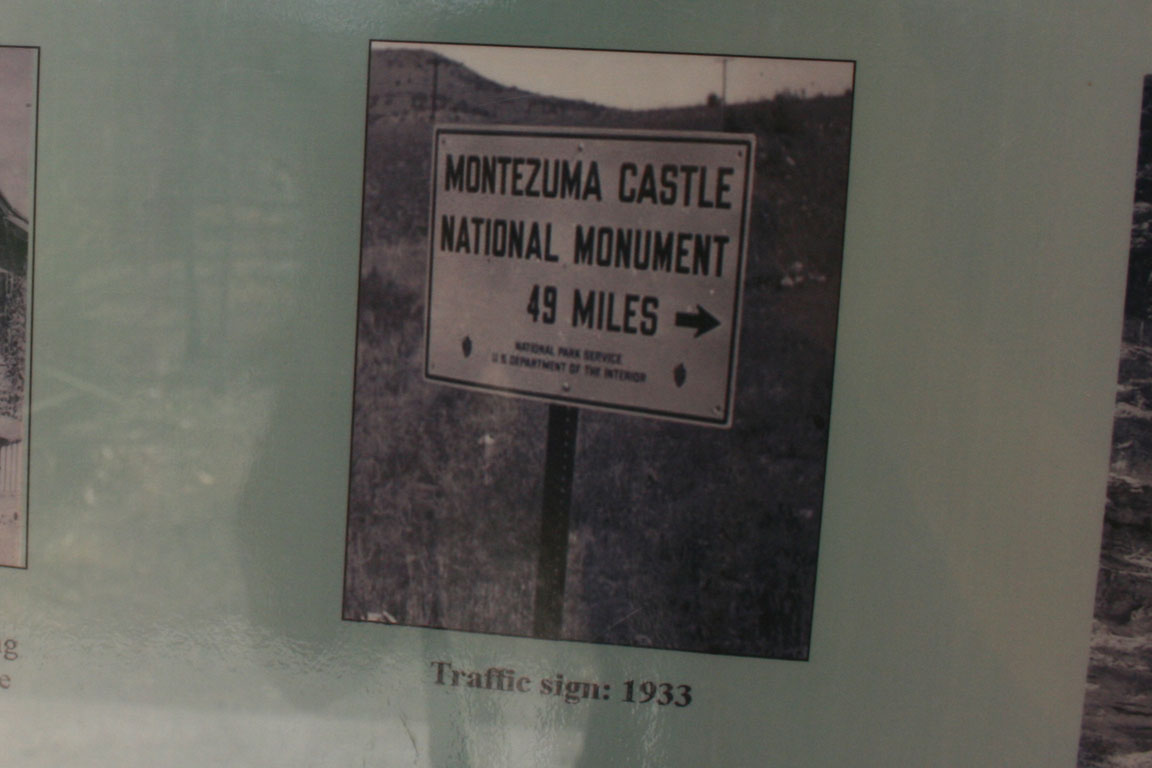 MONTEZUMA CASTLE
NATIONAL MONUMENT
49 MILES
NATIONAL PARK SERVICE
U S DEPARTMENT OF THE INTERIOR
Traffic sign: 1933